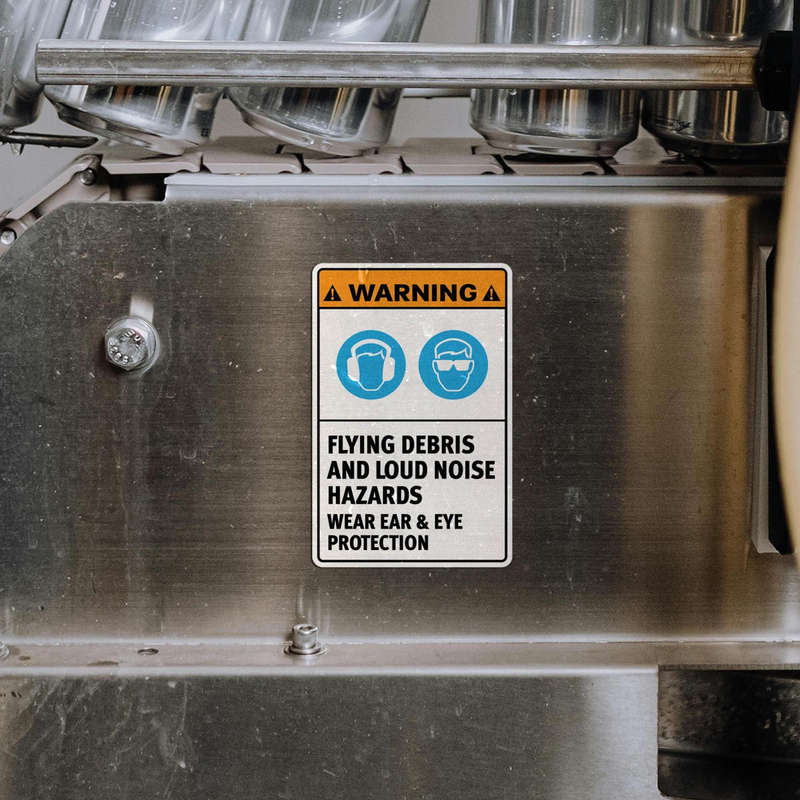 WARNING
FLYING DEBRIS
AND LOUD NOISE
HAZARDS
WEAR EAR & EYE
PROTECTION